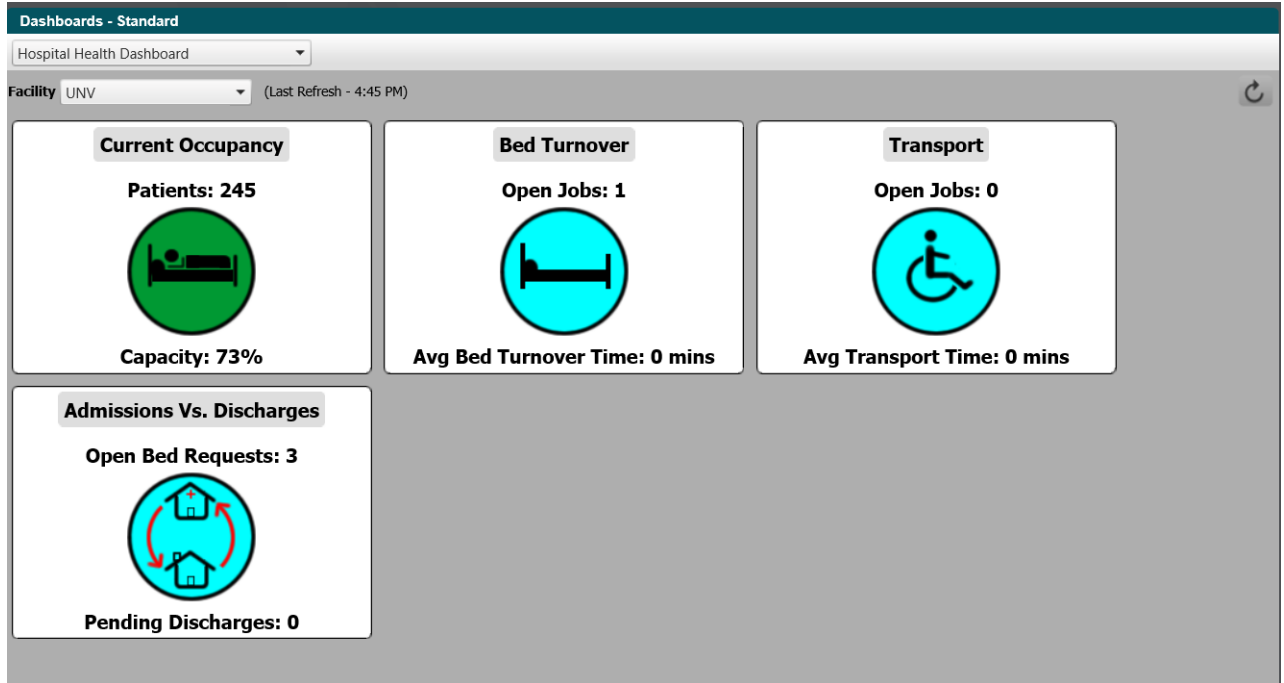 Dashboards - Standard
Hospital Health Dashboard
Facility UNV (Last Refresh - 4:45 PM)
Current Occupancy
Patients: 245
Capacity: 73%
Bed Turnover
Open Jobs: 1
Avg Bed Turnover Time: 0 mins
Transport
Open Jobs: 0
Avg Transport Time: 0 mins
Admissions Vs. Discharges
Open Bed Requests: 3
Pending Discharges: 0